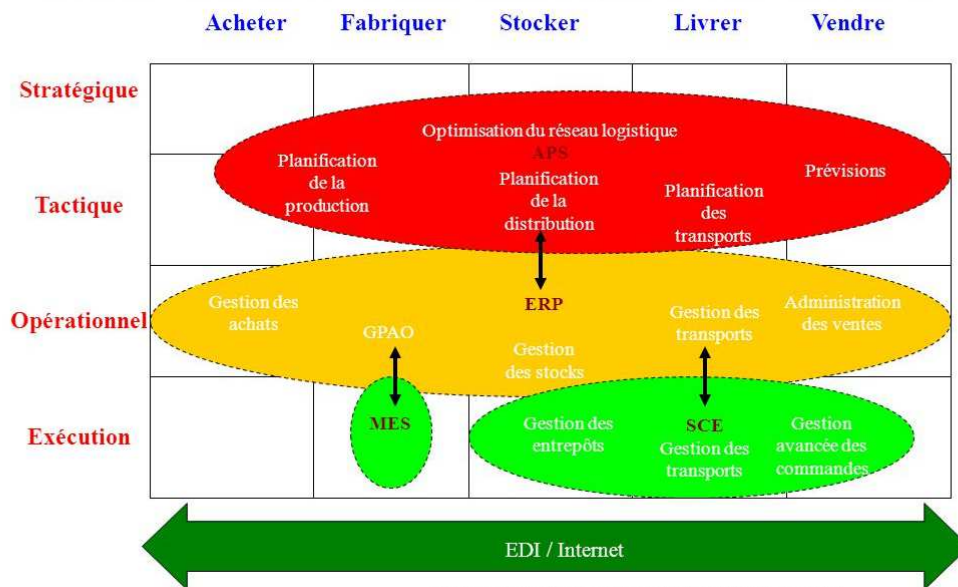 Acheter Fabriquer Stocker Livrer Vendre
Stratégique
Optimisation du réseau logistique
APS
Planification
de la
production
Planification
de la
distribution
Planification
des
transports
Prévisions
Tactique
Opérationnel
Gestion des
achats
GPAO
ERP
Gestion
des stocks
Gestion des
transports
Administration
des ventes
Exécution
MES
Gestion des
entrepôts
SCE
Gestion des
transports
Gestion
avancée des
commandes
EDI / Internet